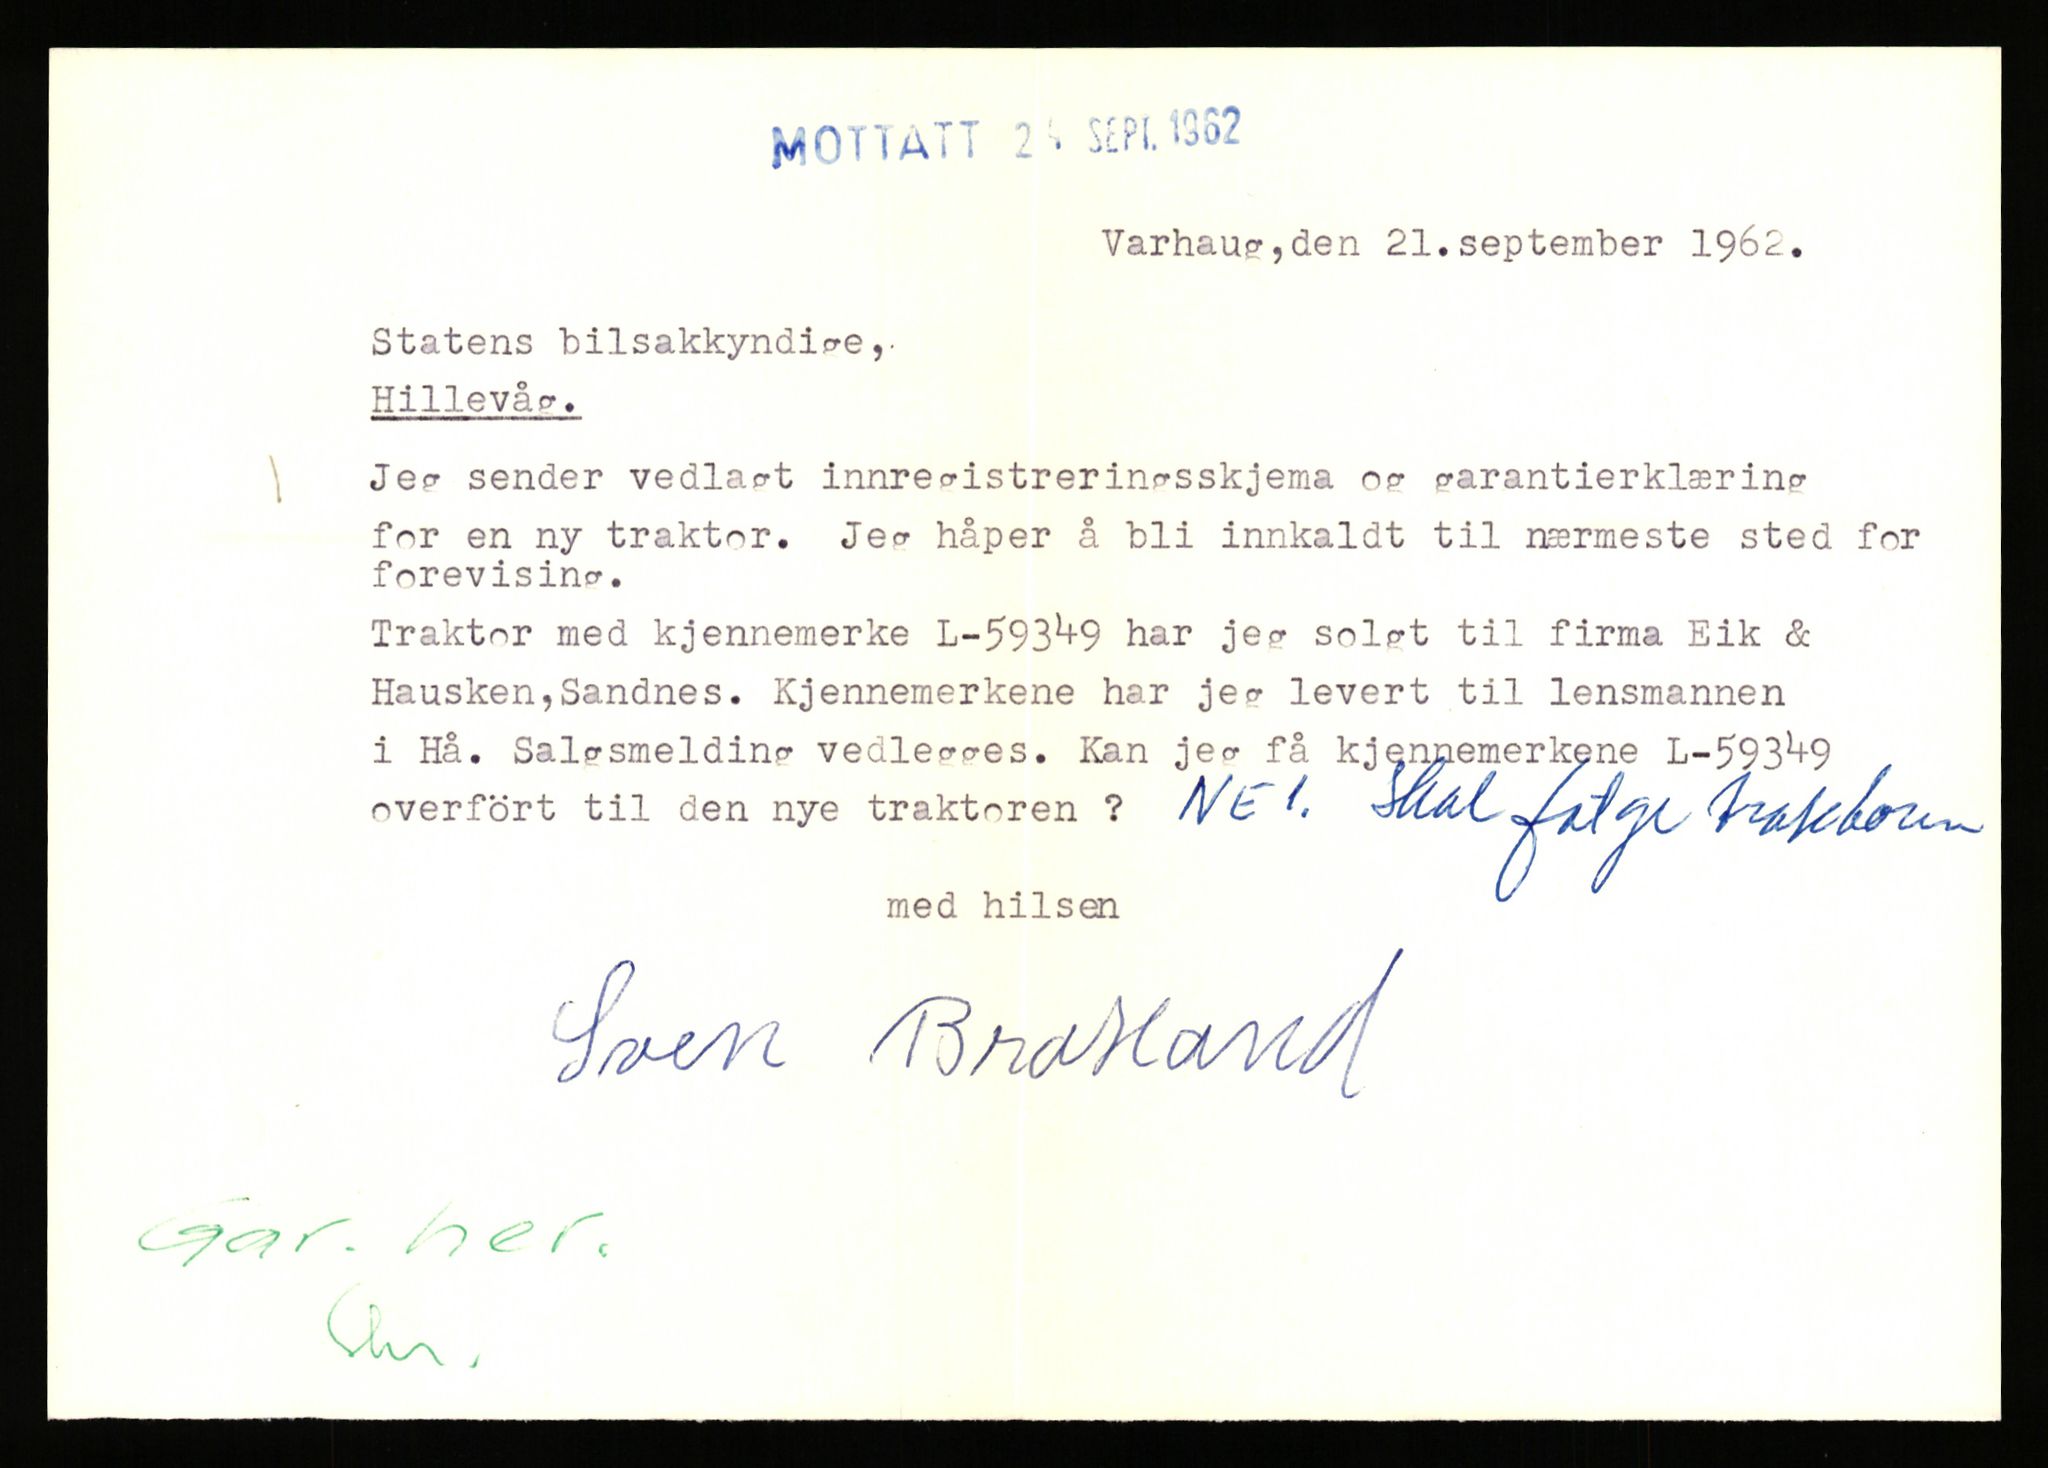 MOTTATT 24 SEPT. 1962
Varhaug,den 21.september 1962.
Statens bilsakkyndige,
Hillevåg.
Jeg sender vedlagt innregistreringsskjema og garantierklæring
for en ny traktor. Jeg håper å bli innkaldt til nærmeste sted for
forevising.
Traktor med kjennemerke L-59349 har jeg solgt til firma Eik &
Hausken,Sandnes. Kjennemerkene har jeg levert til lensmannen
i Hå. Salgsmelding vedlegges. Kan jeg få kjennemerkene L-59349
overfört til den nye traktoren ? NEI. Skal følge traktoren
med hilsen
Sven Bratland
Gar. her.